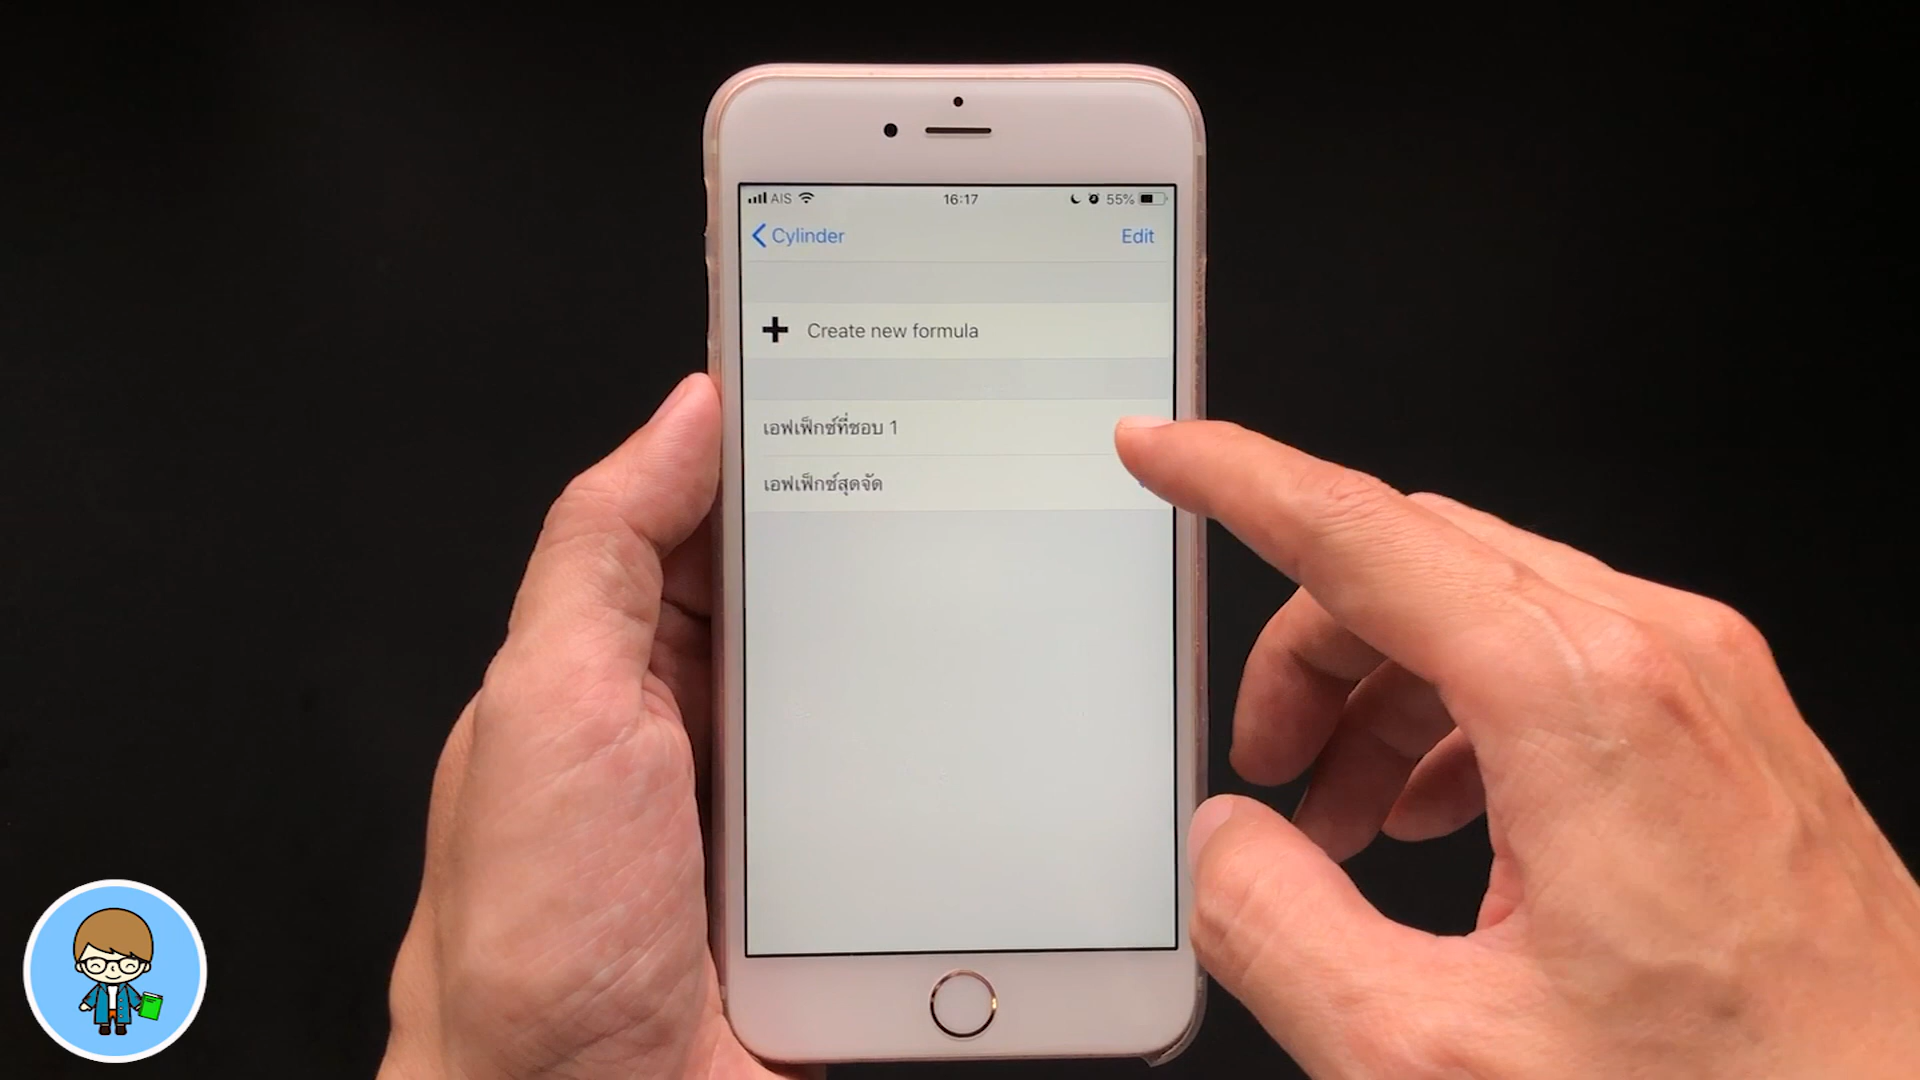 AIS 16:17 55%
Cylinder Edit
Create new formula
เอฟเฟ็กซ์ที่ชอบ 1
เอฟเฟ็กซ์สุดจัด